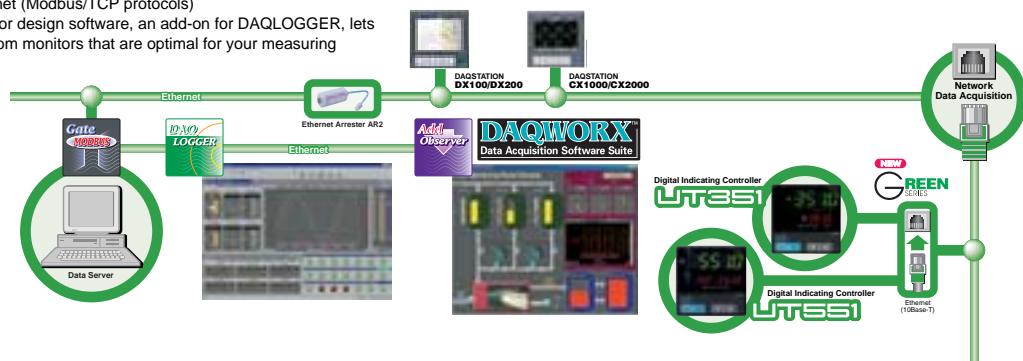 net (Modbus/TCP protocols)
or design software, an add-on for DAQLOGGER, lets
om monitors that are optimal for your measuring
DAQSTATION
DX100/DX200
DAQSTATION
CX1000/CX2000
Ethernet
Ethernet Arrester AR2
Network
Data Acquisition
Gate
MODBUS
DAQ
LOGGER
Ethernet
Add
Observer
DAQWORX™
Data Acquisition Software Suite
Data Server
NEW
GREEN
SERIES
Digital Indicating Controller
UT351
Digital Indicating Controller
UT551
Ethernet
(10Base-T)